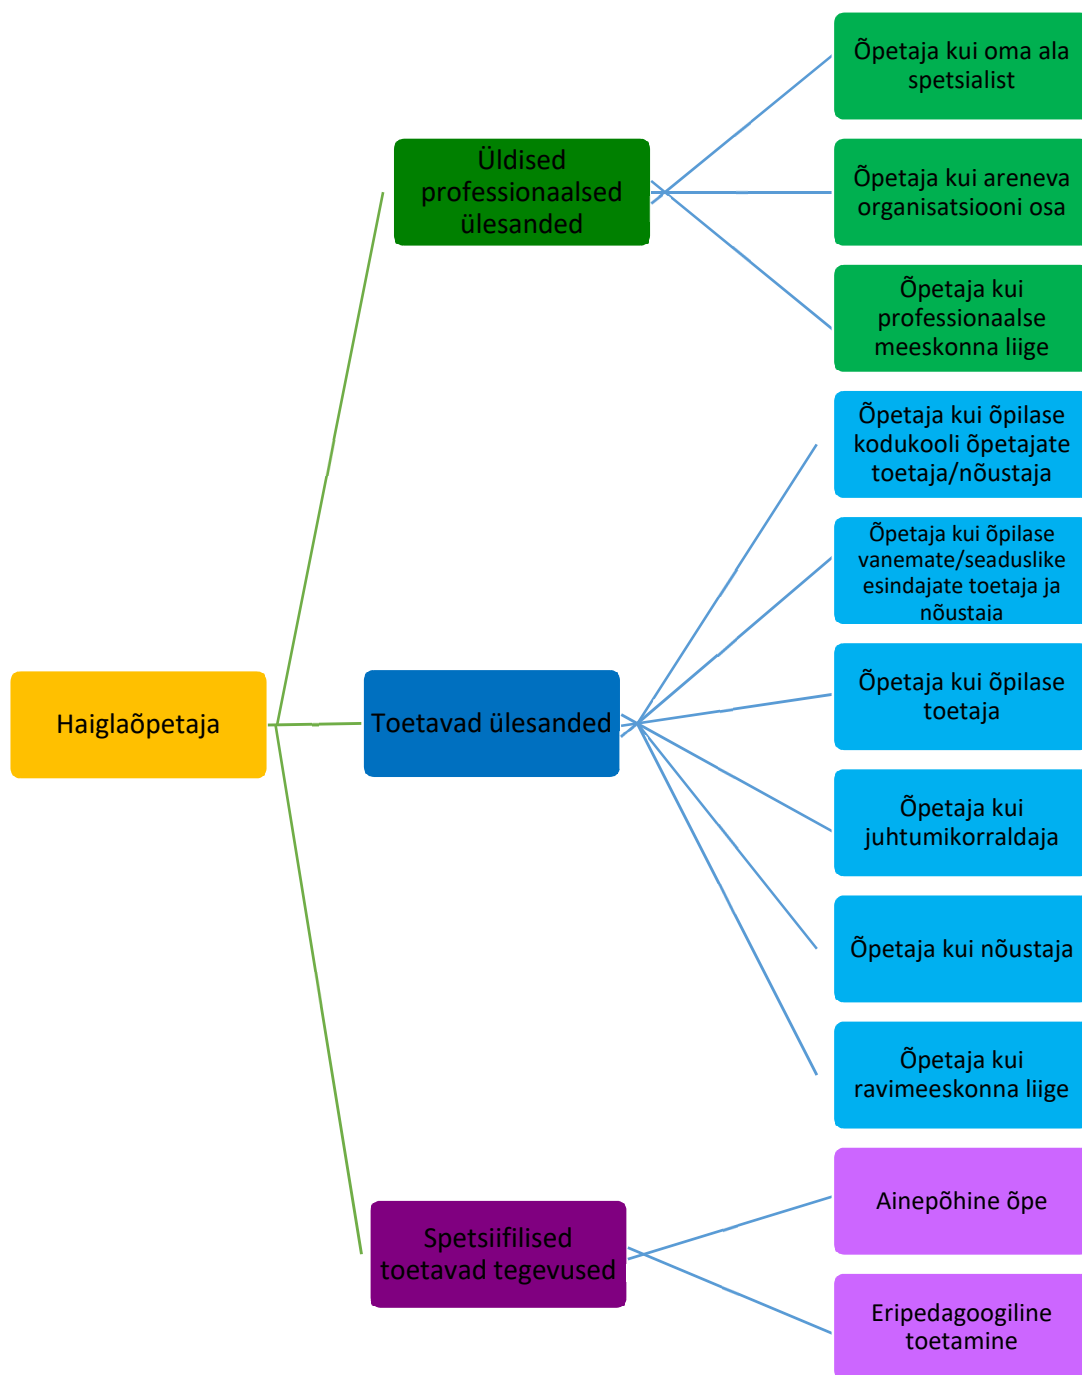 Õpetaja kui oma ala
spetsialist
Üldised
professionaalsed
ülesanded
Õpetaja kui areneva
organisatsiooni osa
Õpetaja kui
professionaalse
meeskonna liige
Õpetaja kui õpilase
kodukooli õpetajate
toetaja/nõustaja
Õpetaja kui õpilase
vanemate/seaduslike
esindajate toetaja ja
nõustaja
Haiglaõpetaja
Toetavad ülesanded
Õpetaja kui õpilase
toetaja
Õpetaja kui
juhtumikorraldaja
Õpetaja kui nõustaja
Õpetaja kui
ravimeeskonna liige
Spetsiifilised
toetavad tegevused
Ainepõhine õpe
Eripedagoogiline
toetamine